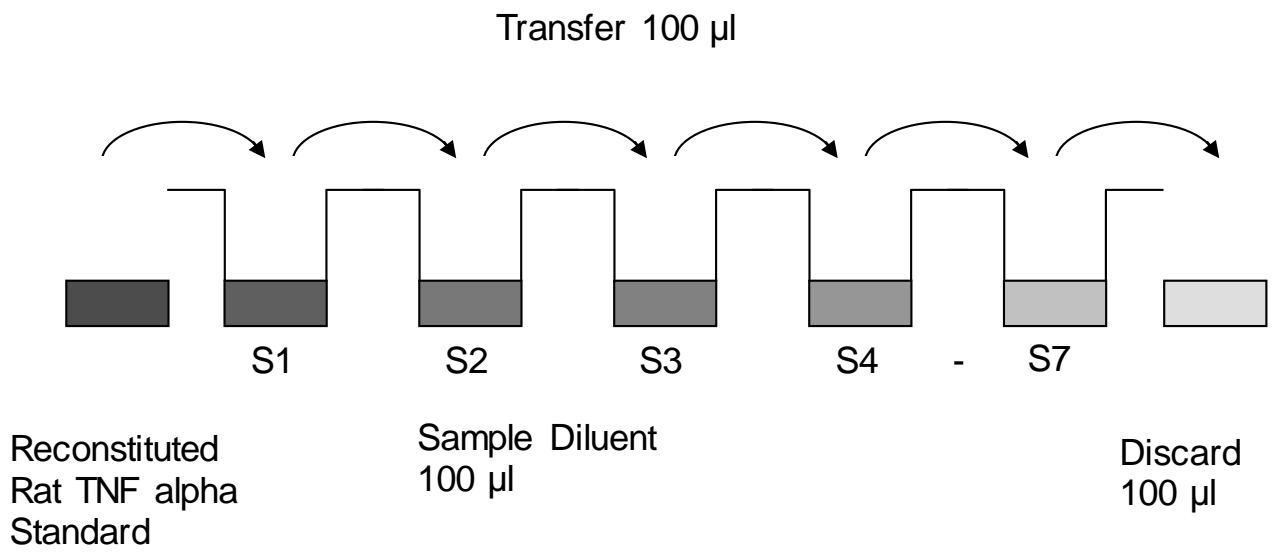 Transfer 100 µl
S1 S2 S3 S4 - S7
Reconstituted
Rat TNF alpha
Standard
Sample Diluent
100 µl
Discard
100 µl